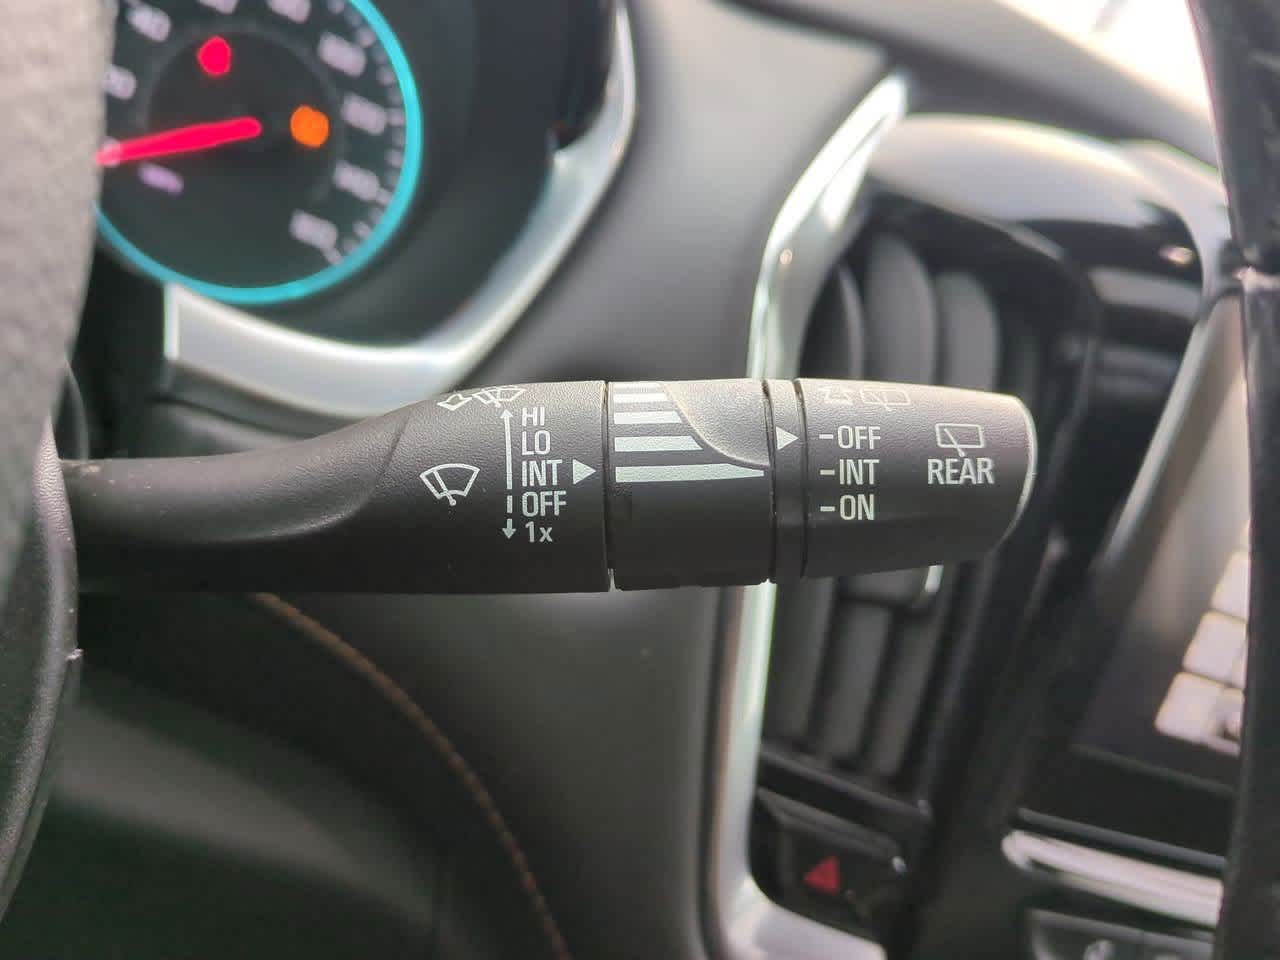 HI
LO
INT
OFF
1x
-OFF
-INT
-ON
REAR